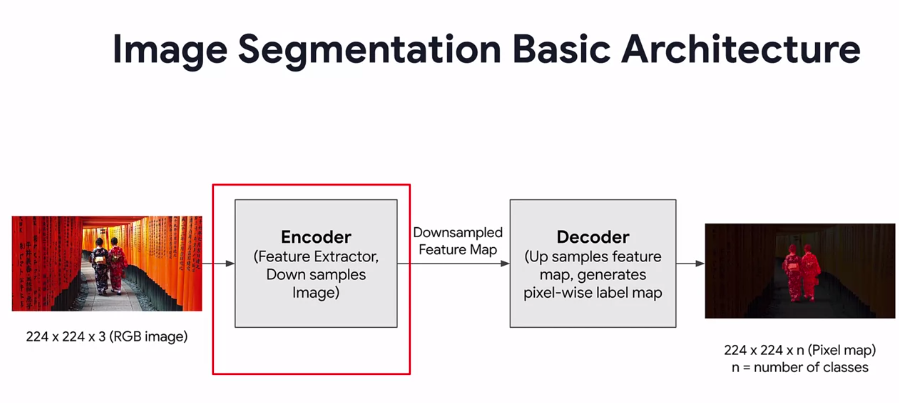 Image Segmentation Basic Architecture
Encoder
(Feature Extractor,
Down samples
Image)
Downsampled
Feature Map
Decoder
(Up samples feature
map, generates
pixel-wise label map
224 x 224 x 3 (RGB image)
224 x 224 x n (Pixel map)
n = number of classes